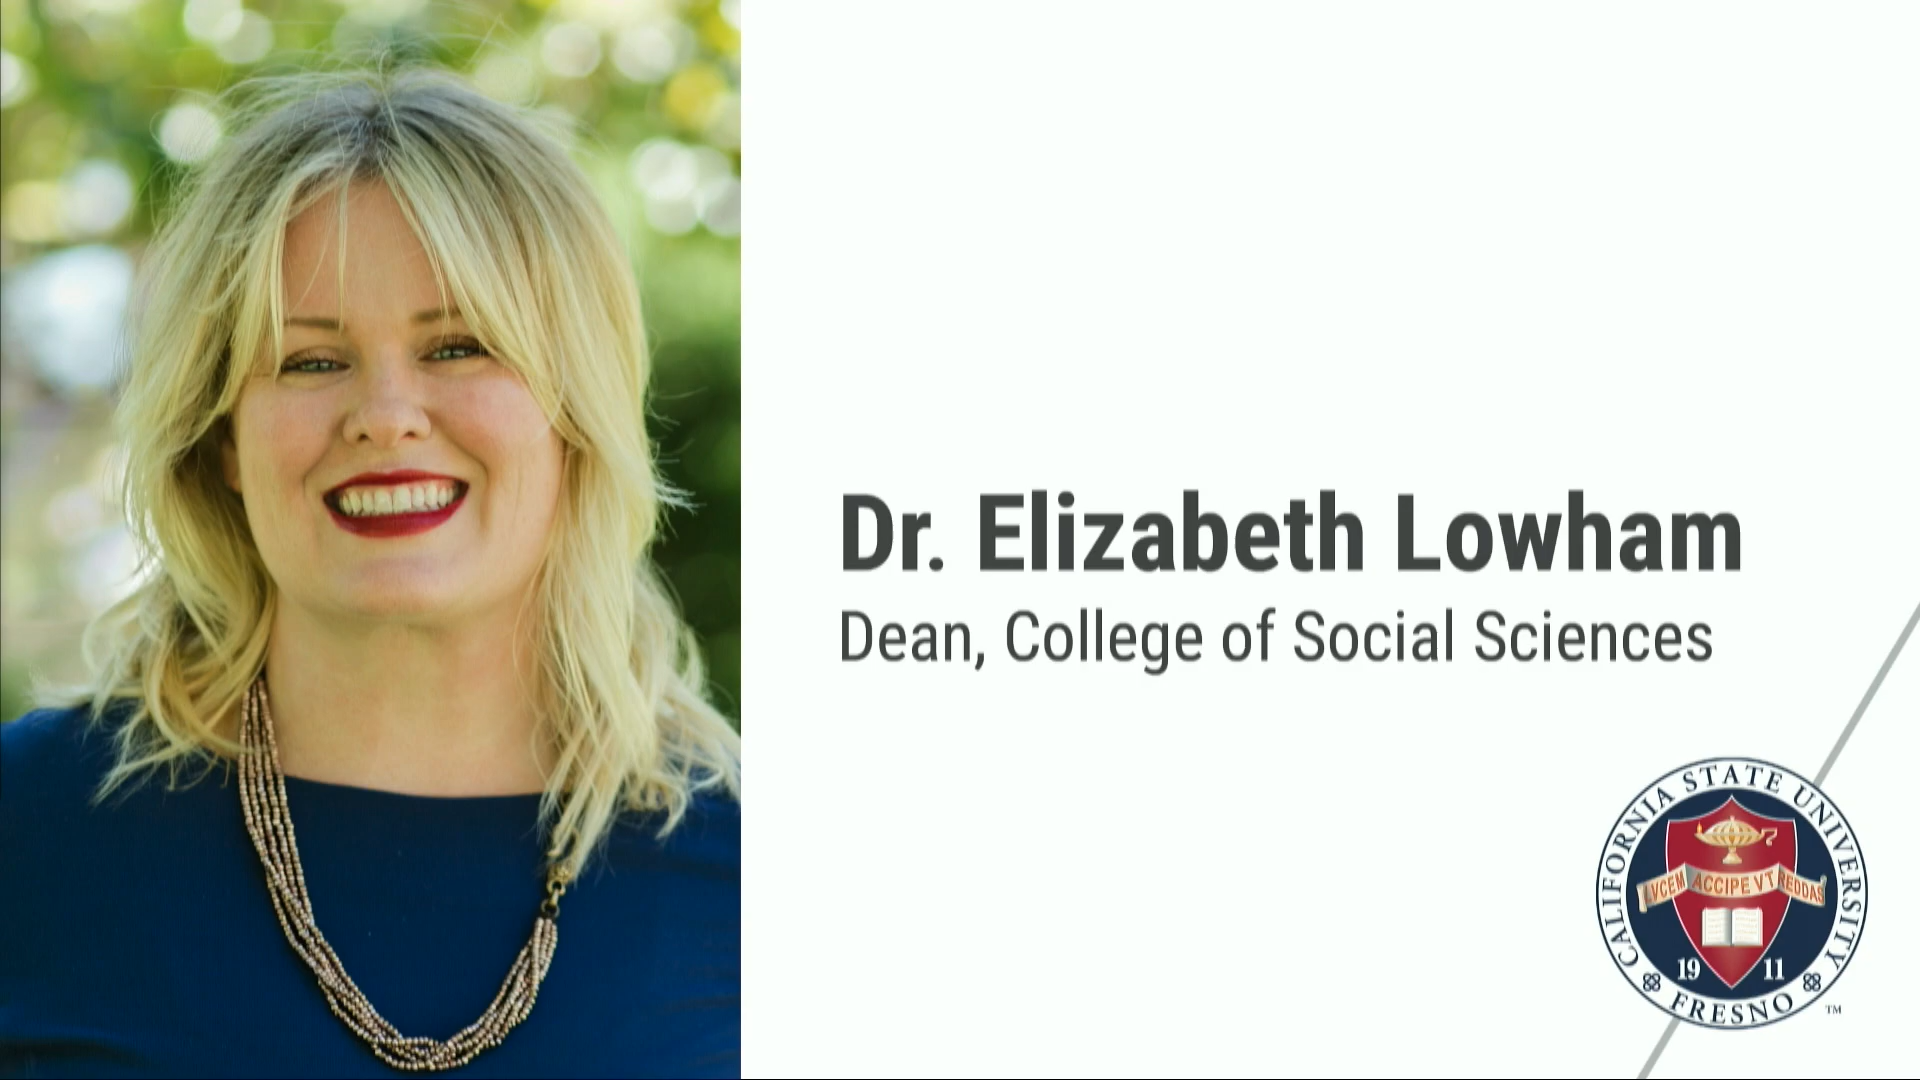 Dr. Elizabeth Lowham
Dean, College of Social Sciences
CALIFORNIA STATE UNIVERSITY
LVCEM ACCIPE VT REDDAS
19 11
FRESNO
TM